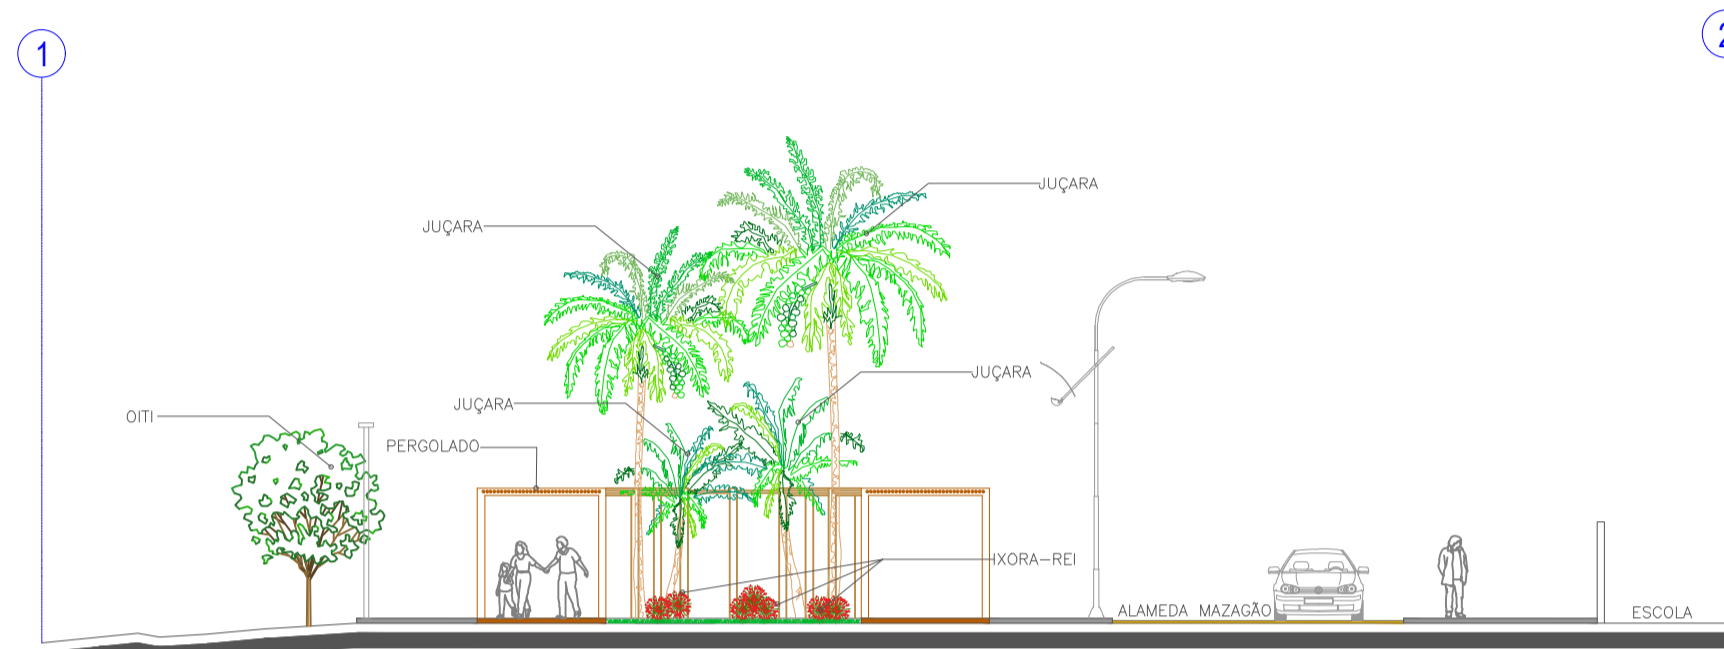 1
2
JUÇARA
JUÇARA
JUÇARA
JUÇARA
OITI
PERGOLADO
IXORA-REI
ALAMEDA MAZAGÃO
ESCOLA